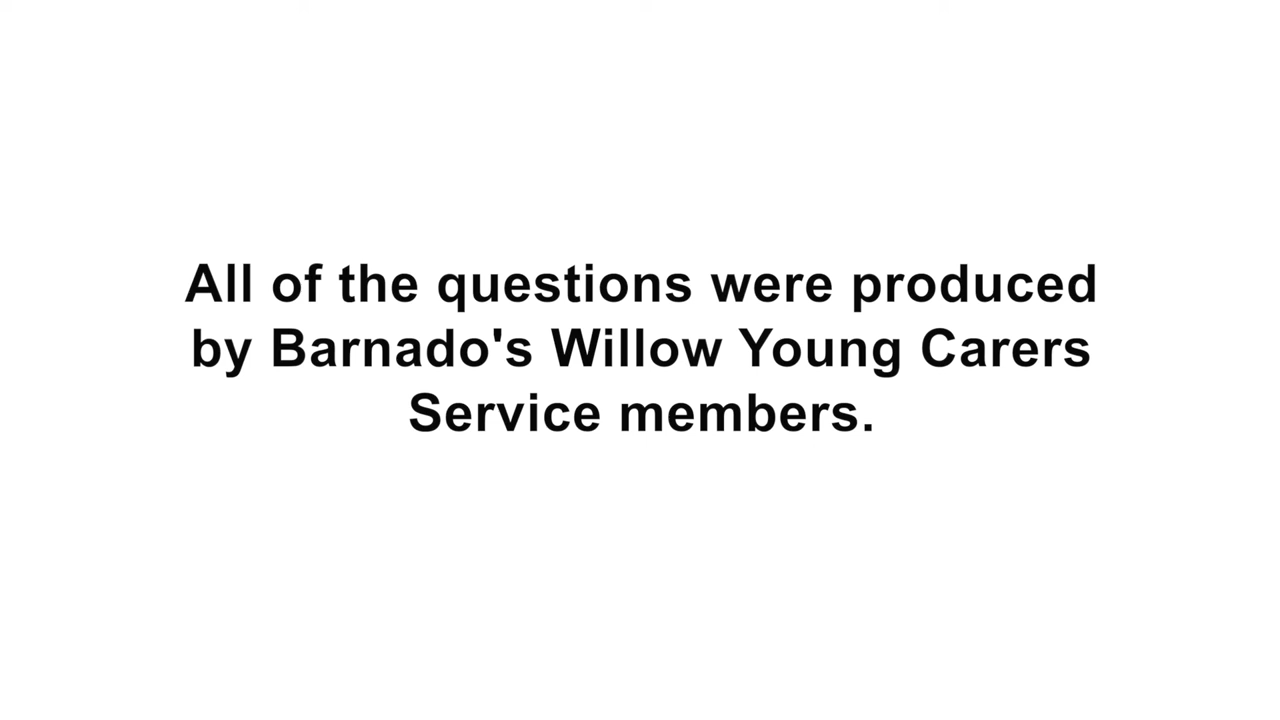 All of the questions were produced
by Barnado's Willow Young Carers
Service members.